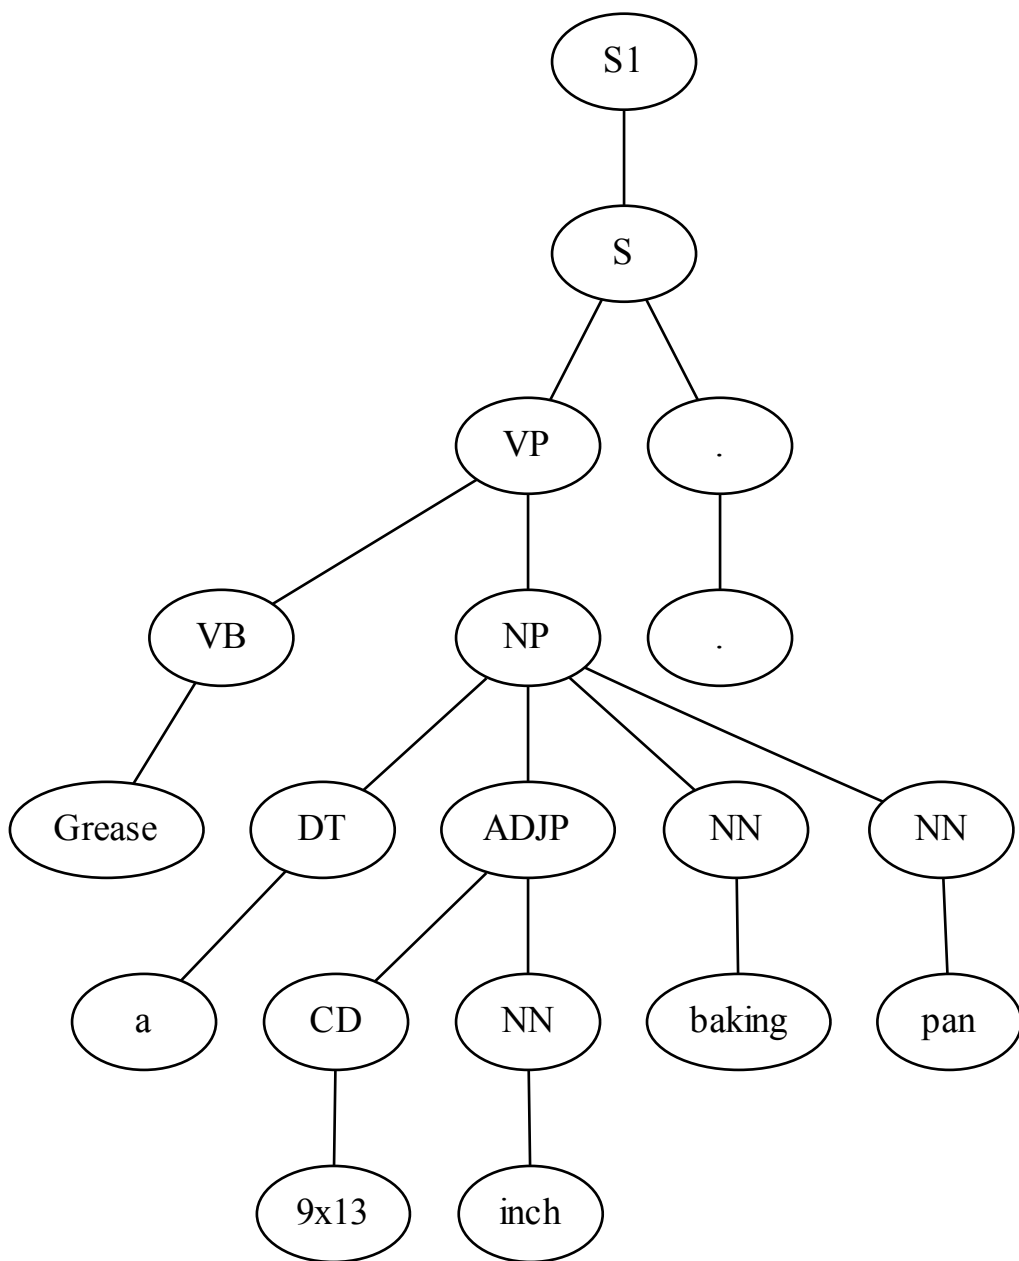 S1
S
VP .
VB NP .
Grease DT ADJP NN NN
a CD NN baking pan
9x13 inch